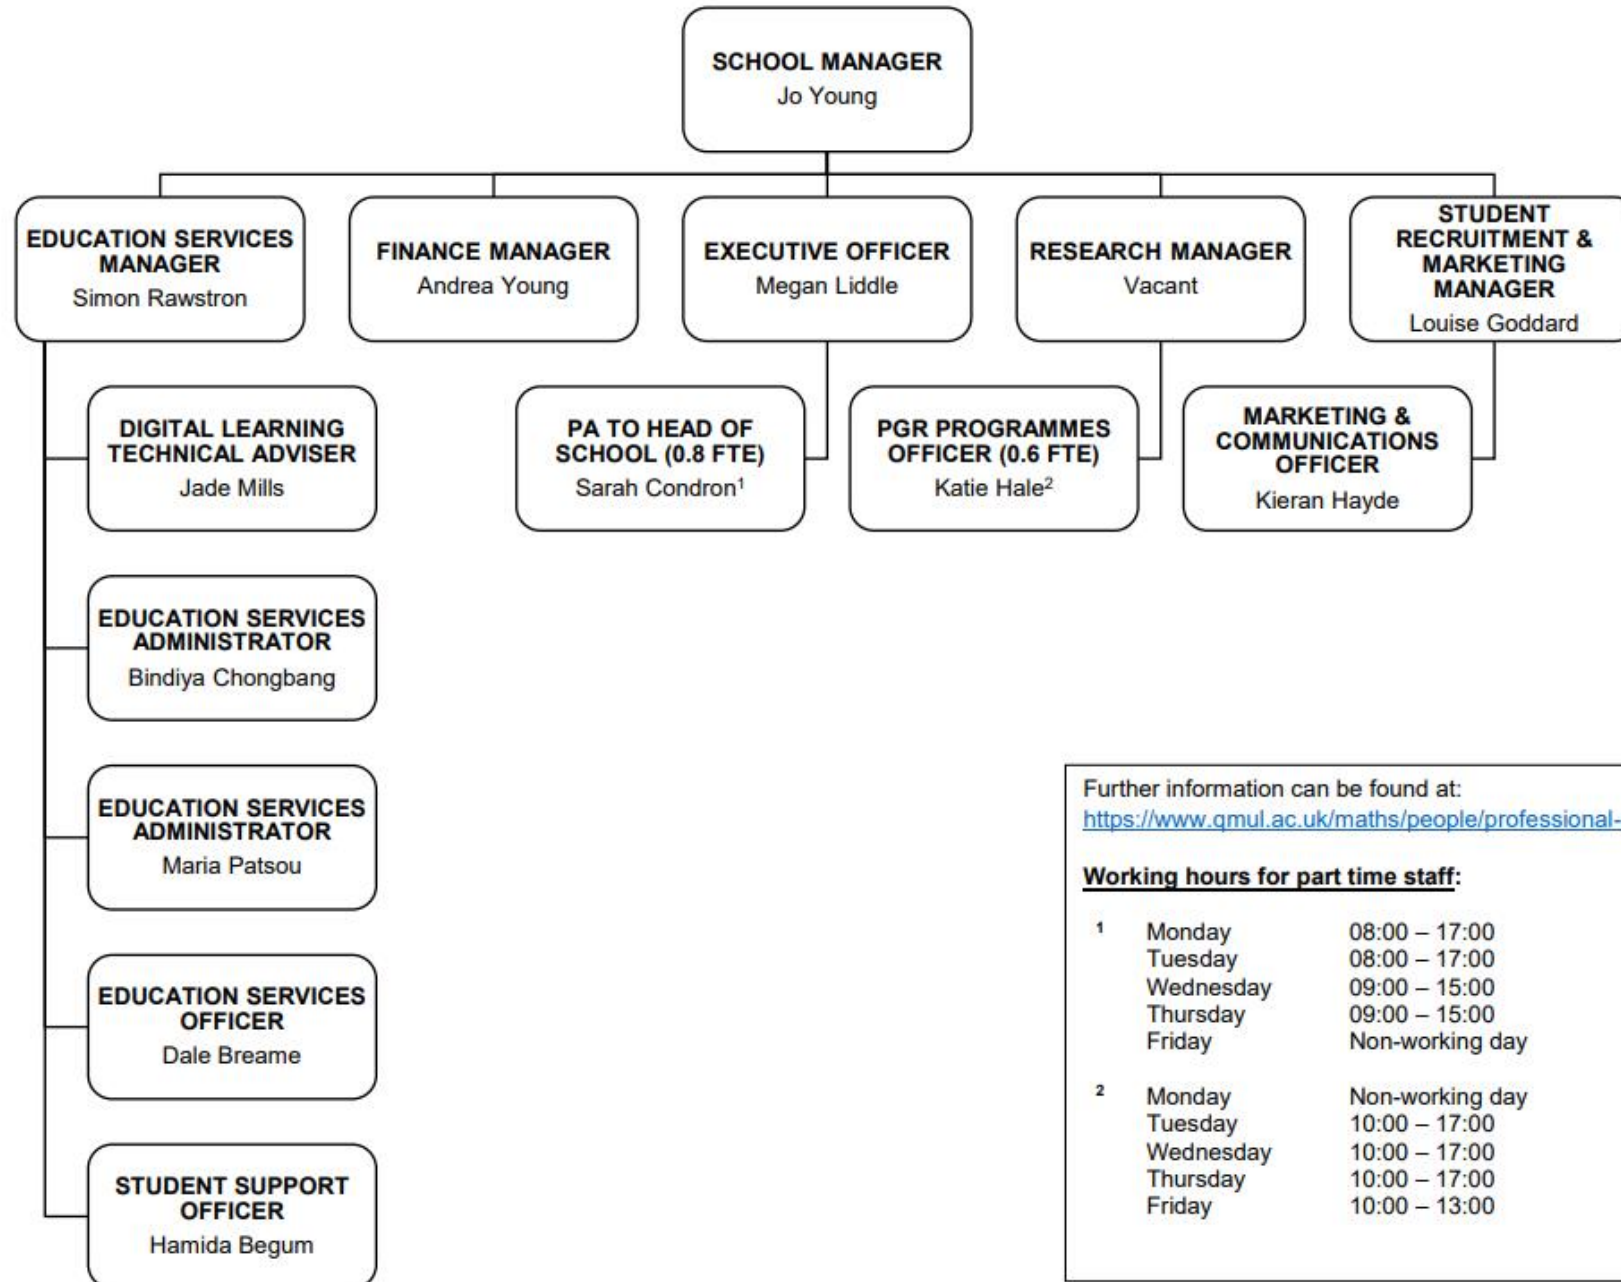 SCHOOL MANAGER
Jo Young
EDUCATION SERVICES
MANAGER
Simon Rawstron
FINANCE MANAGER
Andrea Young
EXECUTIVE OFFICER
Megan Liddle
RESEARCH MANAGER
Vacant
STUDENT
RECRUITMENT &
MARKETING
MANAGER
Louise Goddard
DIGITAL LEARNING
TECHNICAL ADVISER
Jade Mills
PA TO HEAD OF
SCHOOL (0.8 FTE)
Sarah Condron¹
PGR PROGRAMMES
OFFICER (0.6 FTE)
Katie Hale²
MARKETING &
COMMUNICATIONS
OFFICER
Kieran Hayde
EDUCATION SERVICES
ADMINISTRATOR
Bindiya Chongbang
EDUCATION SERVICES
ADMINISTRATOR
Maria Patsou
EDUCATION SERVICES
OFFICER
Dale Breame
STUDENT SUPPORT
OFFICER
Hamida Begum
Further information can be found at:
https://www.qmul.ac.uk/maths/people/professional-
Working hours for part time staff:
¹ Monday 08:00 – 17:00
Tuesday 08:00 – 17:00
Wednesday 09:00 – 15:00
Thursday 09:00 – 15:00
Friday Non-working day
² Monday Non-working day
Tuesday 10:00 – 17:00
Wednesday 10:00 – 17:00
Thursday 10:00 – 17:00
Friday 10:00 – 13:00